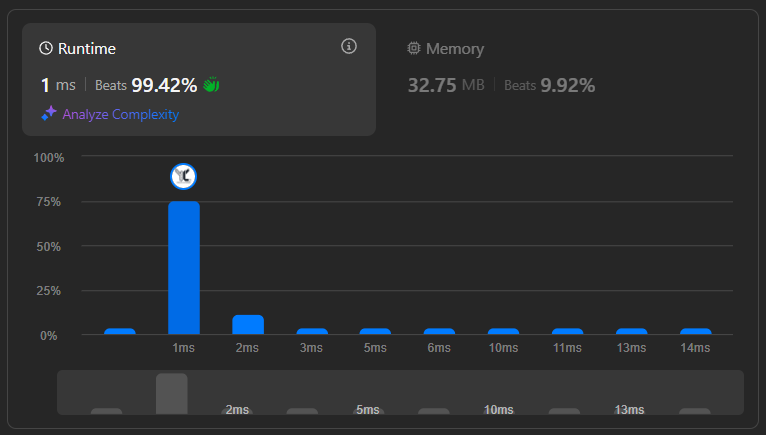 Runtime
1 ms | Beats 99.42%
Analyze Complexity
Memory
32.75 MB | Beats 9.92%
100%
75%
50%
25%
0%
1ms 2ms 3ms 5ms 6ms 10ms 11ms 13ms 14ms
2ms 5ms 10ms 13ms